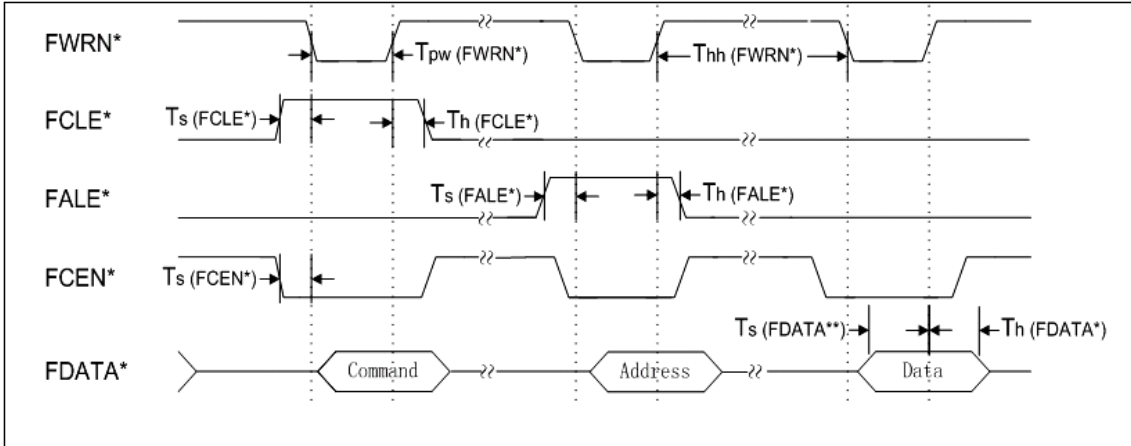 FWRN*
Tpw (FWRN*)
Thh (FWRN*)
FCLE*
Ts (FCLE*)
Th (FCLE*)
FALE*
Ts (FALE*)
Th (FALE*)
FCEN*
Ts (FCEN*)
Ts (FDATA**)
Th (FDATA*)
FDATA*
Command
Address
Data